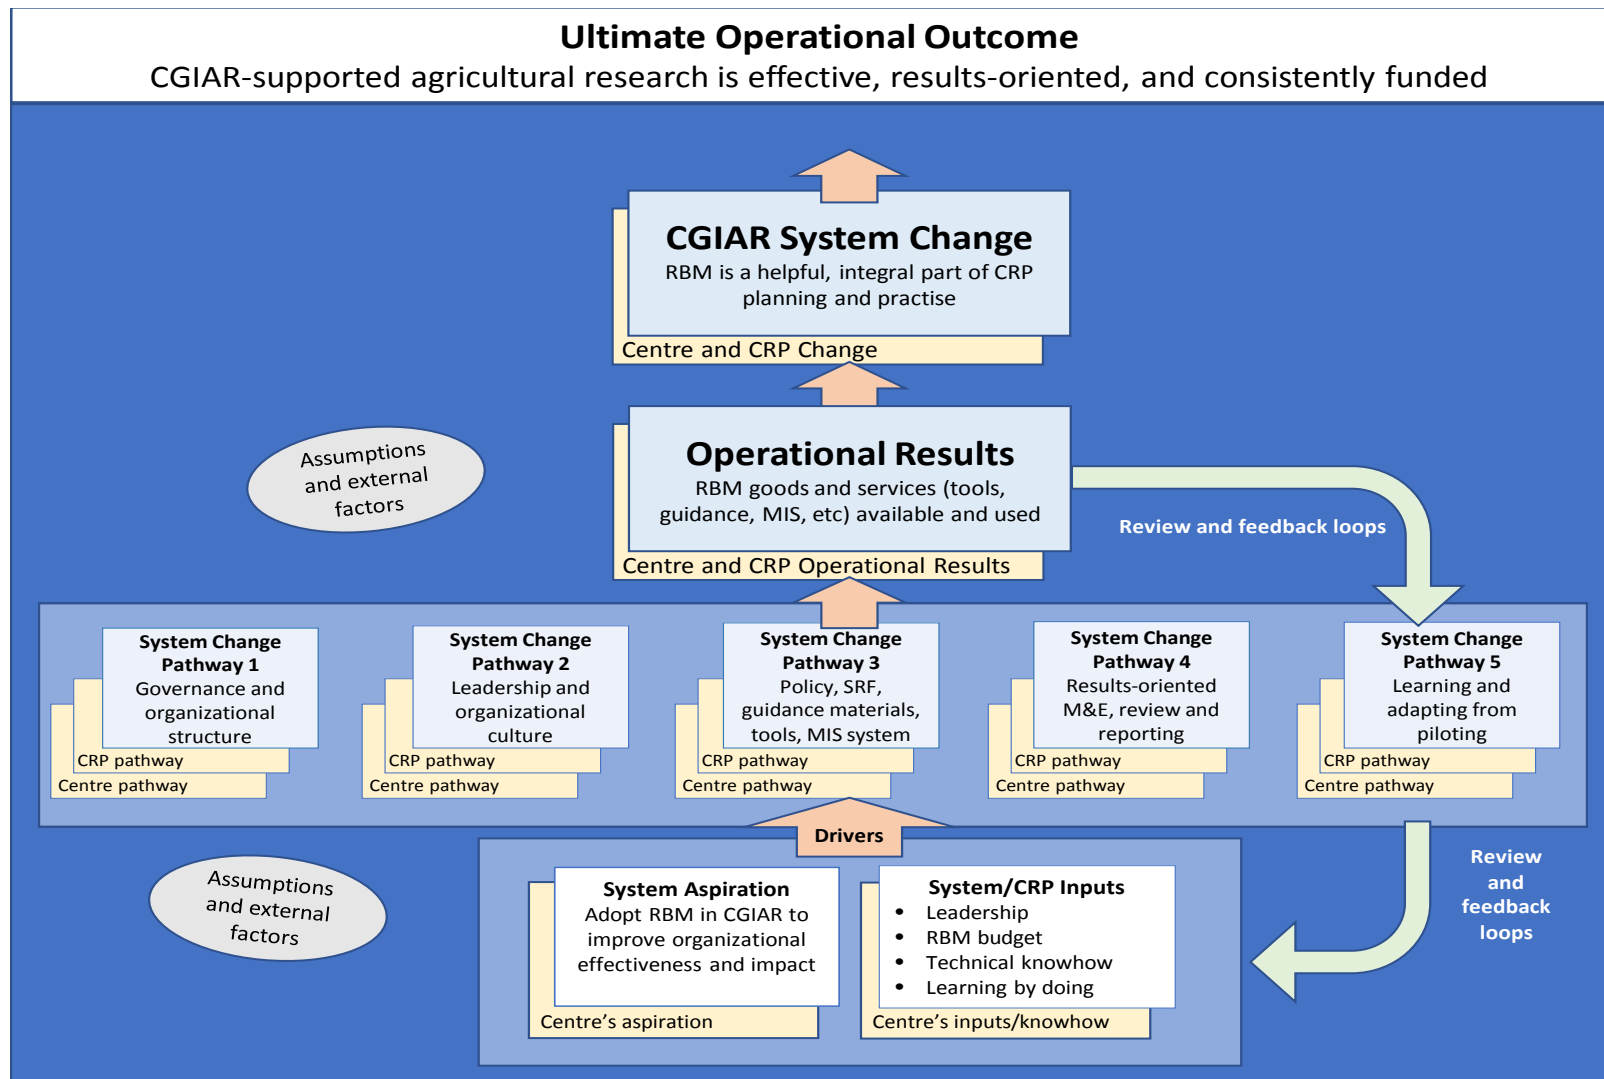 Ultimate Operational Outcome
CGIAR-supported agricultural research is effective, results-oriented, and consistently funded
CGIAR System Change
RBM is a helpful, integral part of CRP
planning and practise
Centre and CRP Change
Operational Results
RBM goods and services (tools,
guidance, MIS, etc) available and used
Centre and CRP Operational Results
Assumptions
and external
factors
Review and feedback loops
System Change
Pathway 1
Governance and
organizational
structure
CRP pathway
Centre pathway
System Change
Pathway 2
Leadership and
organizational
culture
CRP pathway
Centre pathway
System Change
Pathway 3
Policy, SRF,
guidance materials,
tools, MIS system
CRP pathway
Centre pathway
System Change
Pathway 4
Results-oriented
M&E, review and
reporting
CRP pathway
Centre pathway
System Change
Pathway 5
Learning and
adapting from
piloting
CRP pathway
Centre pathway
Drivers
Assumptions
and external
factors
System Aspiration
Adopt RBM in CGIAR to
improve organizational
effectiveness and impact
Centre’s aspiration
System/CRP Inputs
• Leadership
• RBM budget
• Technical knowhow
• Learning by doing
Centre’s inputs/knowhow
Review
and
feedback
loops